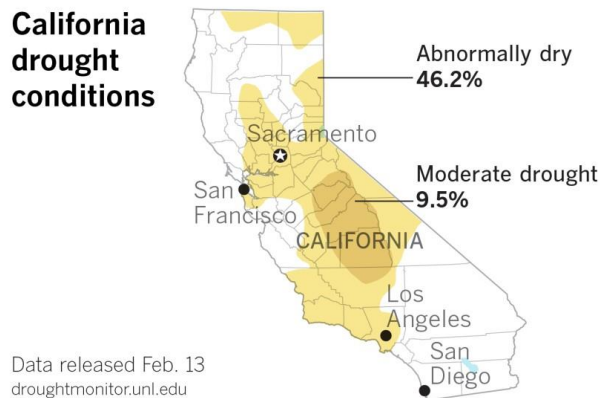 California
drought
conditions
Abnormally dry
46.2%
Sacramento
Moderate drought
9.5%
San
Francisco
CALIFORNIA
Los
Angeles
San
Diego
Data released Feb. 13
droughtmonitor.unl.edu